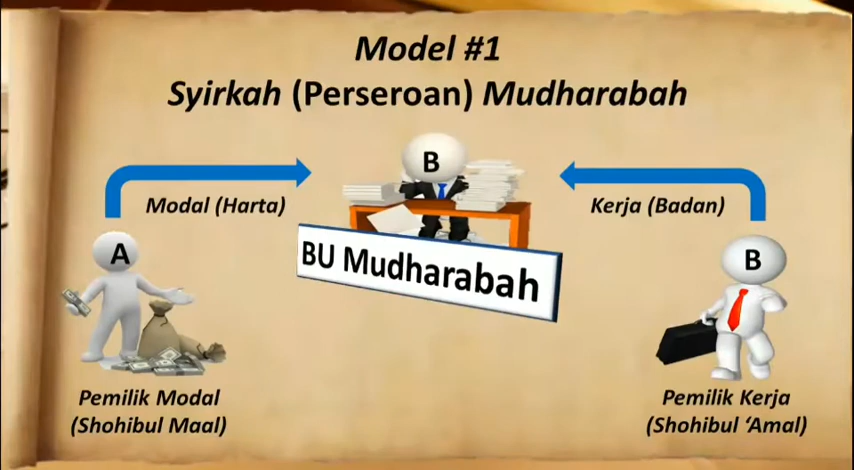 Model #1
Syirkah (Perseroan) Mudharabah
B
Modal (Harta)
Kerja (Badan)
A
BU Mudharabah
B
Pemilik Modal
(Shohibul Maal)
Pemilik Kerja
(Shohibul ‘Amal)